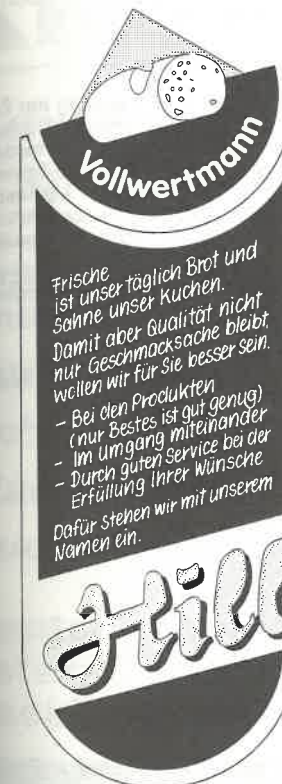 Vollwertmann
Frische
ist unser täglich Brot und
Sahne unser Kuchen.
Damit aber Qualität nicht
nur Geschmacksache bleibt,
wollen wir für Sie besser sein.
- Bei den Produkten
(nur Bestes ist gut genug)
- Im Umgang miteinander
- Durch guten Service bei der
Erfüllung Ihrer Wünsche
Dafür stehen wir mit unserem
Namen ein.